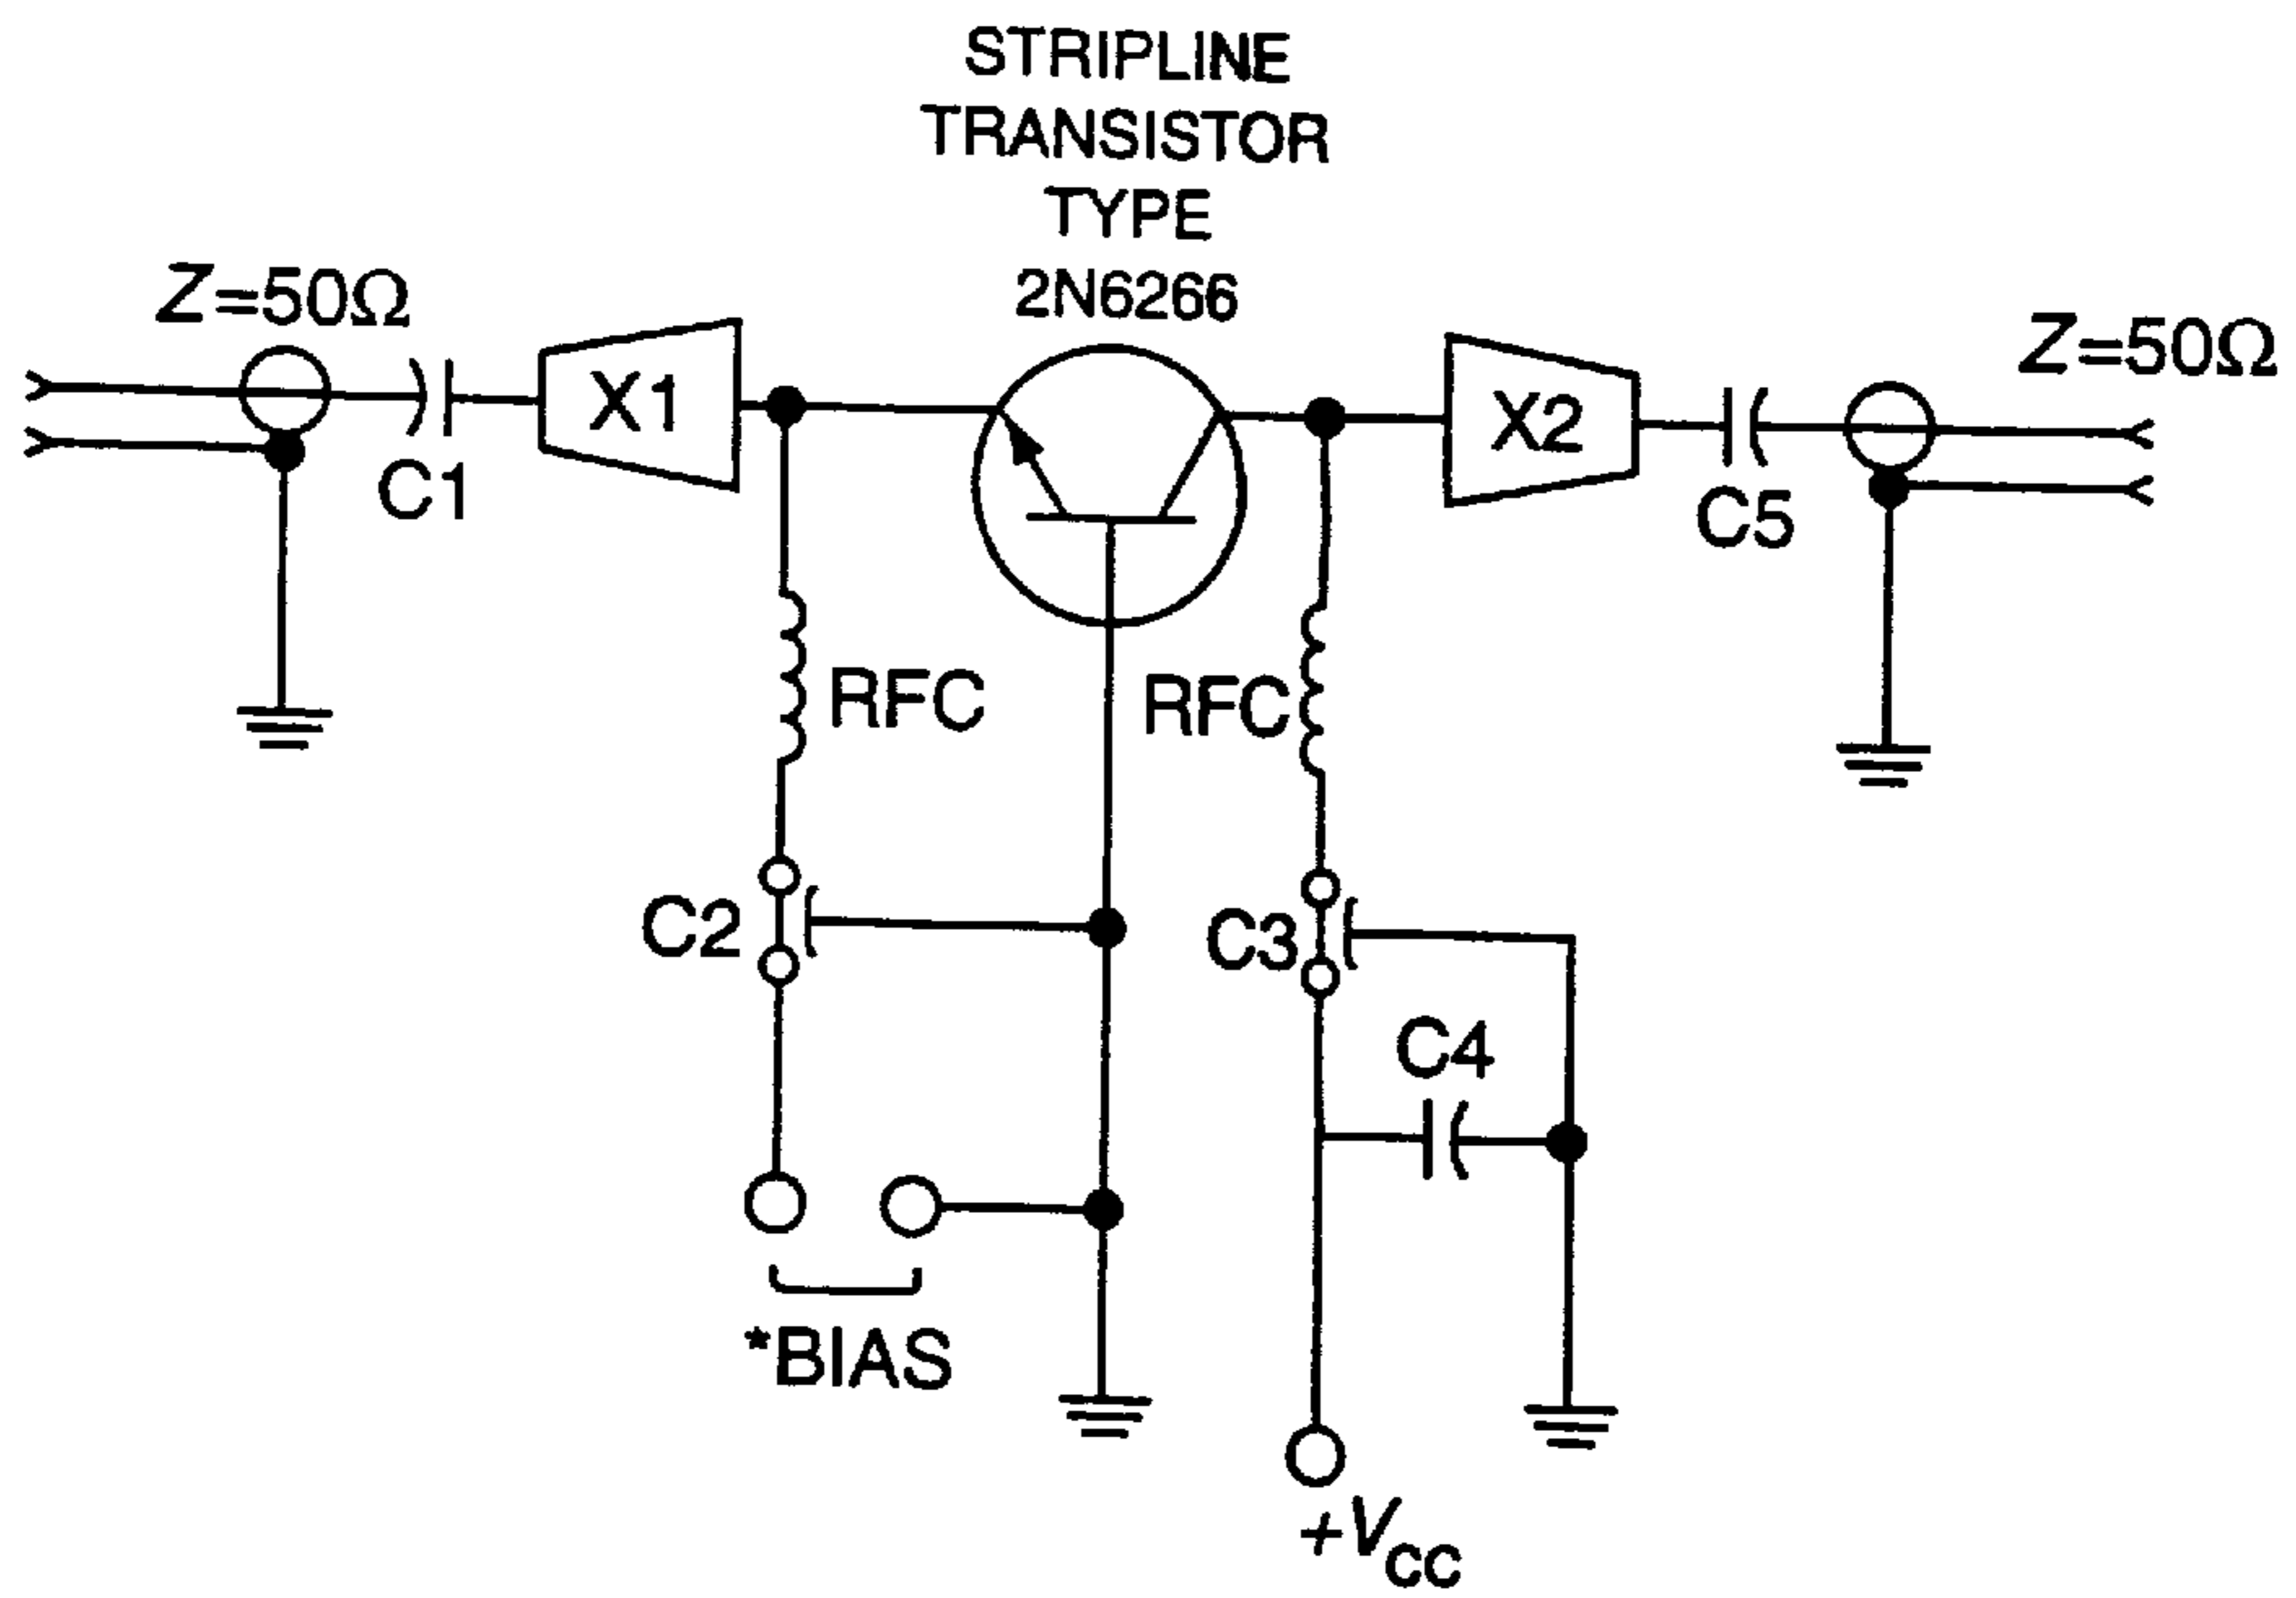 STRIPLINE
TRANSISTOR
TYPE
2N6266
Z=50Ω
Z=50Ω
X1
X2
C1
C5
RFC
RFC
C2
C3
C4
*BIAS
+VCC